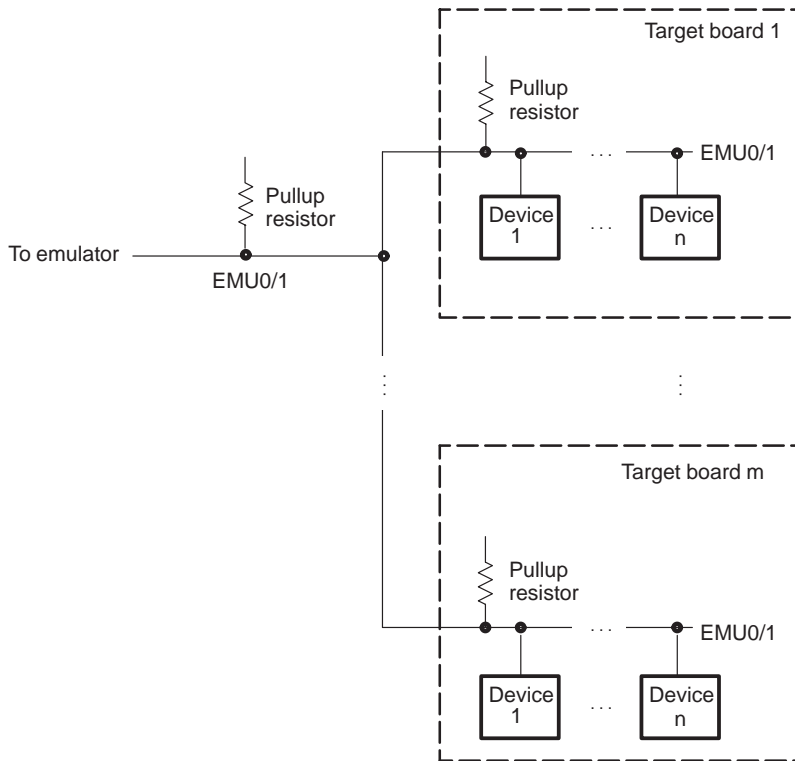 Target board 1
Pullup
resistor
EMU0/1
Device
1
. . .
Device
n
. . .
Pullup
resistor
To emulator
EMU0/1
. . .
. . .
Target board m
Pullup
resistor
. . .
EMU0/1
Device
1
. . .
Device
n